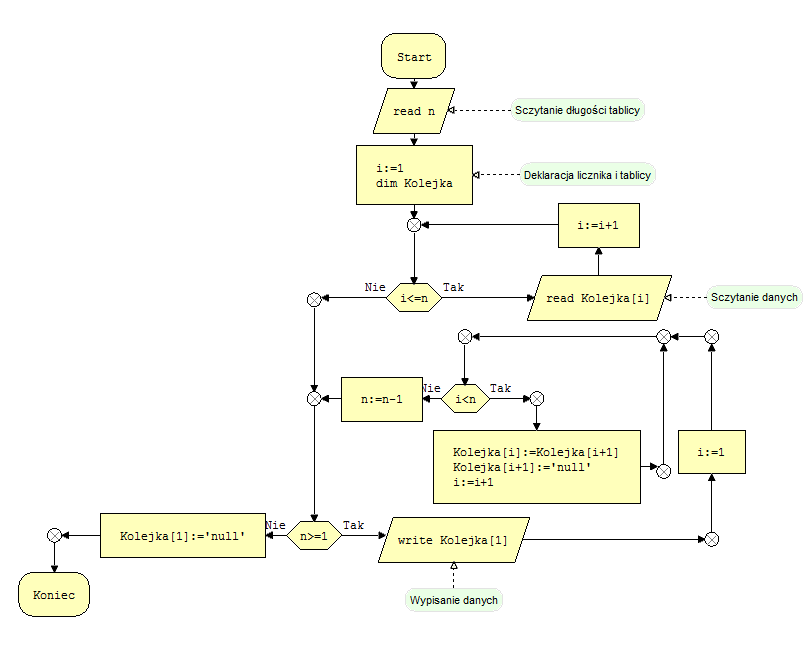 Start
read n
Sczytanie długości tablicy
i:=1
dim Kolejka
Deklaracja licznika i tablicy
i:=i+1
Nie
i<=n
Tak
read Kolejka[i]
Sczytanie danych
n:=n-1
Nie
i<n
Tak
Kolejka[i]:=Kolejka[i+1]
Kolejka[i+1]:='null'
i:=i+1
i:=1
Kolejka[1]:='null'
Nie
n>=1
Tak
write Kolejka[1]
Koniec
Wypisanie danych